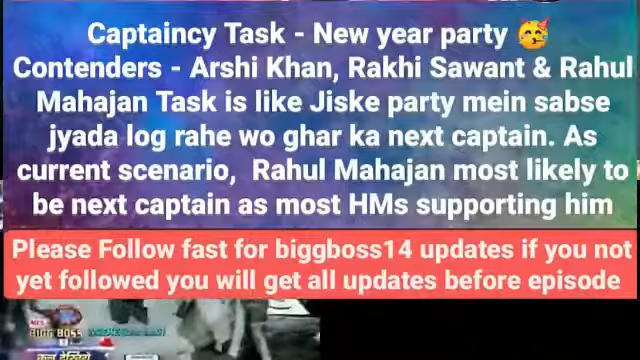 Captaincy Task - New year party 🥳
Contenders - Arshi Khan, Rakhi Sawant & Rahul
Mahajan Task is like Jiske party mein sabse
jyada log rahe wo ghar ka next captain. As
current scenario, Rahul Mahajan most likely to
be next captain as most HMs supporting him
Please Follow fast for biggboss14 updates if you not
yet followed you will get all updates before episode
BIGG BOSS
कल देखिये